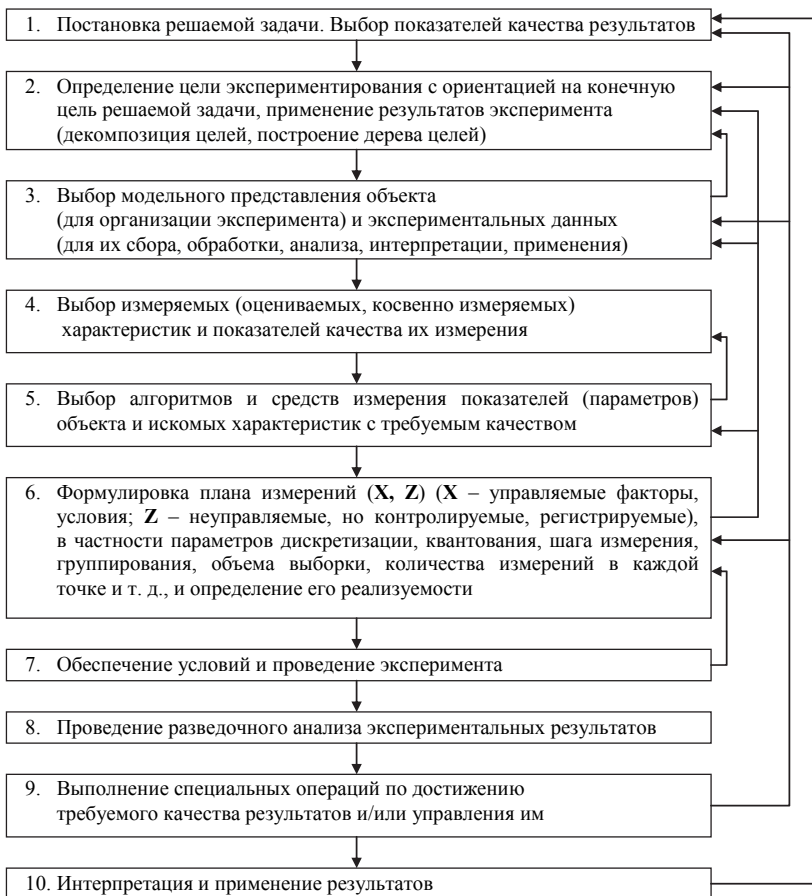 1. Постановка решаемой задачи. Выбор показателей качества результатов
2. Определение цели экспериментирования с ориентацией на конечную
цель решаемой задачи, применение результатов эксперимента
(декомпозиция целей, построение дерева целей)
3. Выбор модельного представления объекта
(для организации эксперимента) и экспериментальных данных
(для их сбора, обработки, анализа, интерпретации, применения)
4. Выбор измеряемых (оцениваемых, косвенно измеряемых)
характеристик и показателей качества их измерения
5. Выбор алгоритмов и средств измерения показателей (параметров)
объекта и искомых характеристик с требуемым качеством
6. Формулировка плана измерений (X, Z) (X – управляемые факторы,
условия; Z – неуправляемые, но контролируемые, регистрируемые),
в частности параметров дискретизации, квантования, шага измерения,
группирования, объема выборки, количества измерений в каждой
точке и т. д., и определение его реализуемости
7. Обеспечение условий и проведение эксперимента
8. Проведение разведочного анализа экспериментальных результатов
9. Выполнение специальных операций по достижению
требуемого качества результатов и/или управления им
10. Интерпретация и применение результатов